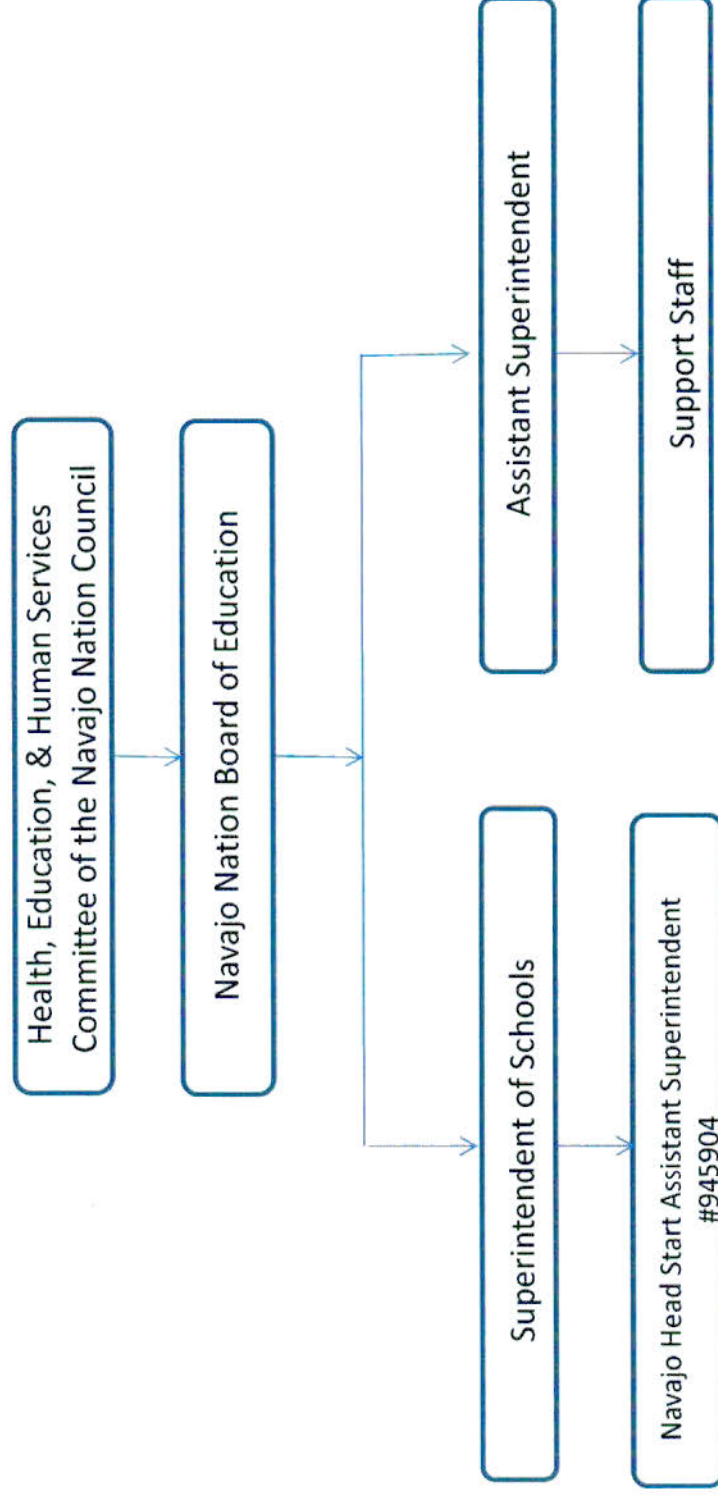 Health, Education, & Human Services
Committee of the Navajo Nation Council
Navajo Nation Board of Education
Superintendent of Schools
Assistant Superintendent
Navajo Head Start Assistant Superintendent
#945904
Support Staff